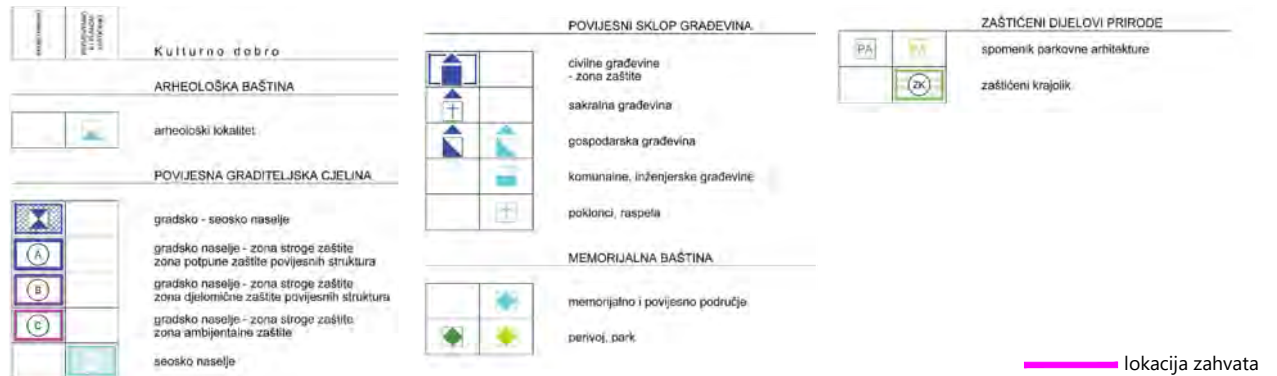 Kulturno dobro
ARHEOLOŠKA BAŠTINA
arheološki lokalitet
POVIJESNA GRADITELJSKA CJELINA
gradsko - seosko naselje
A
gradsko naselje - zona stroge zaštite
zona potpune zaštite povijesnih struktura
B
gradsko naselje - zona stroge zaštite
zona djelomične zaštite povijesnih struktura
C
gradsko naselje - zona stroge zaštite
zona ambijentalne zaštite
seosko naselje
POVIJESNI SKLOP GRAĐEVINA
civilne građevine
- zona zaštite
sakralna građevina
gospodarska građevina
komunalne, inženjerske građevine
poklonci, raspela
MEMORIJALNA BAŠTINA
memorijalno i povijesno područje
perivoj, park
ZAŠTIĆENI DIJELOVI PRIRODE
PA PA spomenik parkovne arhitekture
ZK zaštićeni krajolik
lokacija zahvata